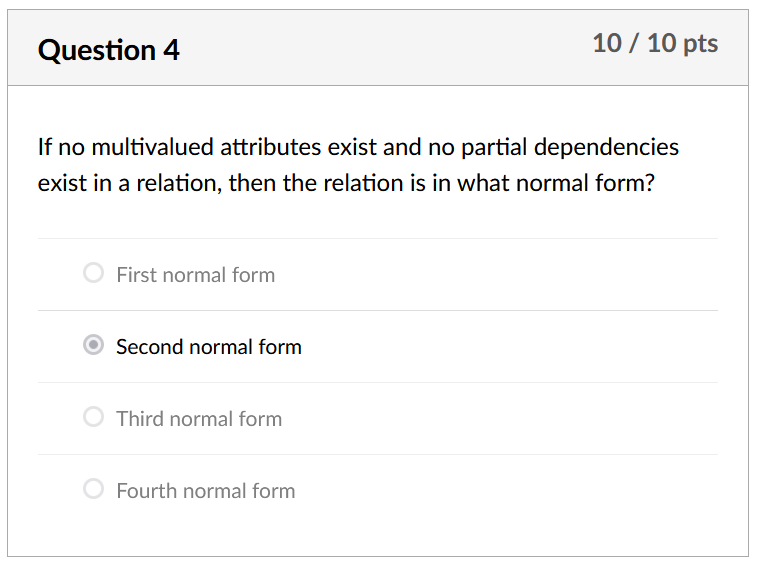 Question 4
10 / 10 pts
If no multivalued attributes exist and no partial dependencies
exist in a relation, then the relation is in what normal form?
First normal form
Second normal form
Third normal form
Fourth normal form